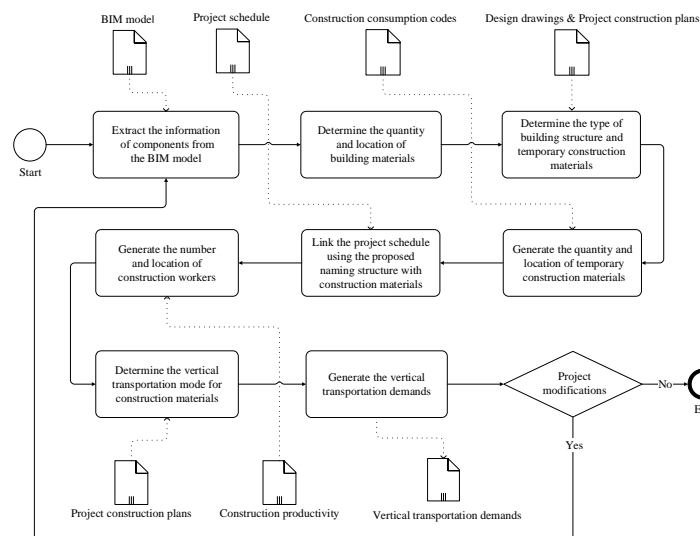 BIM model
Project schedule
Construction consumption codes
Design drawings & Project construction plans
Start
Extract the information
of components from
the BIM model
Determine the quantity
and location of
building materials
Determine the type of
building structure and
temporary construction
materials
Generate the number
and location of
construction workers
Link the project schedule
using the proposed
naming structure with
construction materials
Generate the quantity and
location of temporary
construction materials
Determine the vertical
transportation mode for
construction materials
Generate the vertical
transportation demands
Project
modifications
No
E
Yes
Project construction plans
Construction productivity
Vertical transportation demands